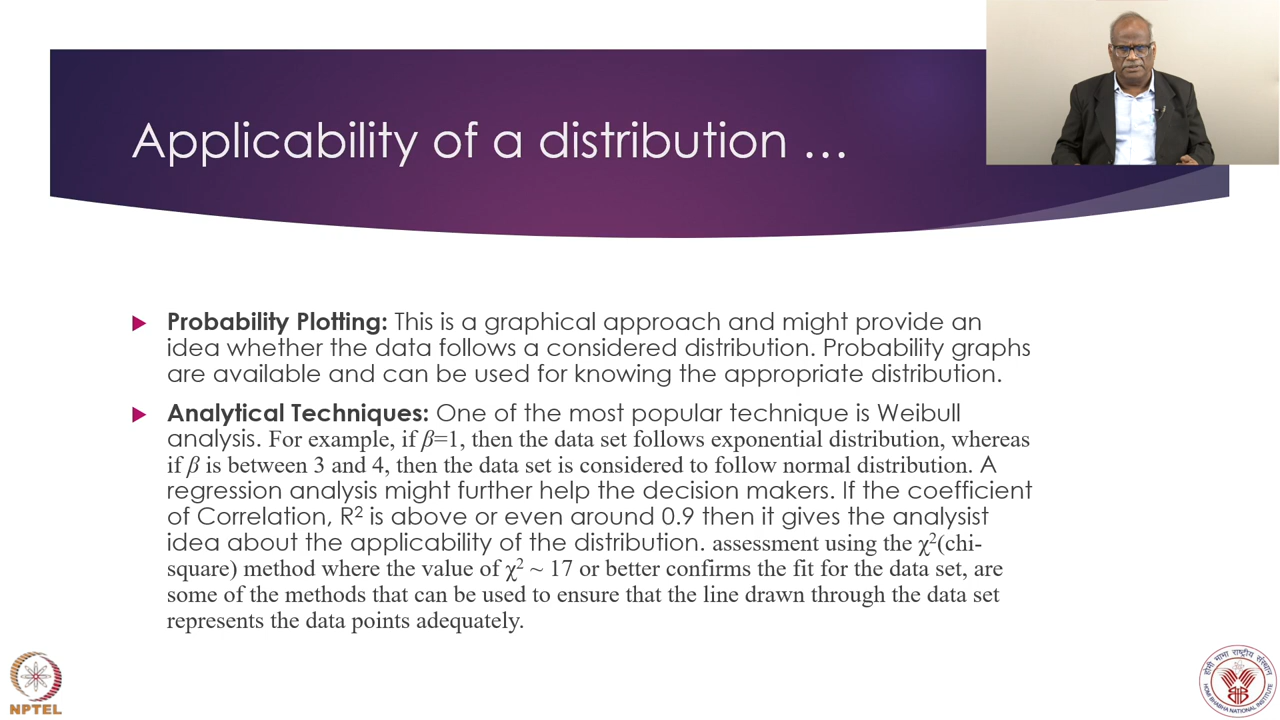 Applicability of a distribution …
Probability Plotting: This is a graphical approach and might provide an
idea whether the data follows a considered distribution. Probability graphs
are available and can be used for knowing the appropriate distribution.
Analytical Techniques: One of the most popular technique is Weibull
analysis. For example, if β=1, then the data set follows exponential distribution, whereas
if β is between 3 and 4, then the data set is considered to follow normal distribution. A
regression analysis might further help the decision makers. If the coefficient
of Correlation, R² is above or even around 0.9 then it gives the analysist
idea about the applicability of the distribution. assessment using the χ²(chi-
square) method where the value of χ² ~ 17 or better confirms the fit for the data set, are
some of the methods that can be used to ensure that the line drawn through the data set
represents the data points adequately.
NPTEL
होमी भाभा राष्ट्रीय संस्थान
HOMI BHABHA NATIONAL INSTITUTE